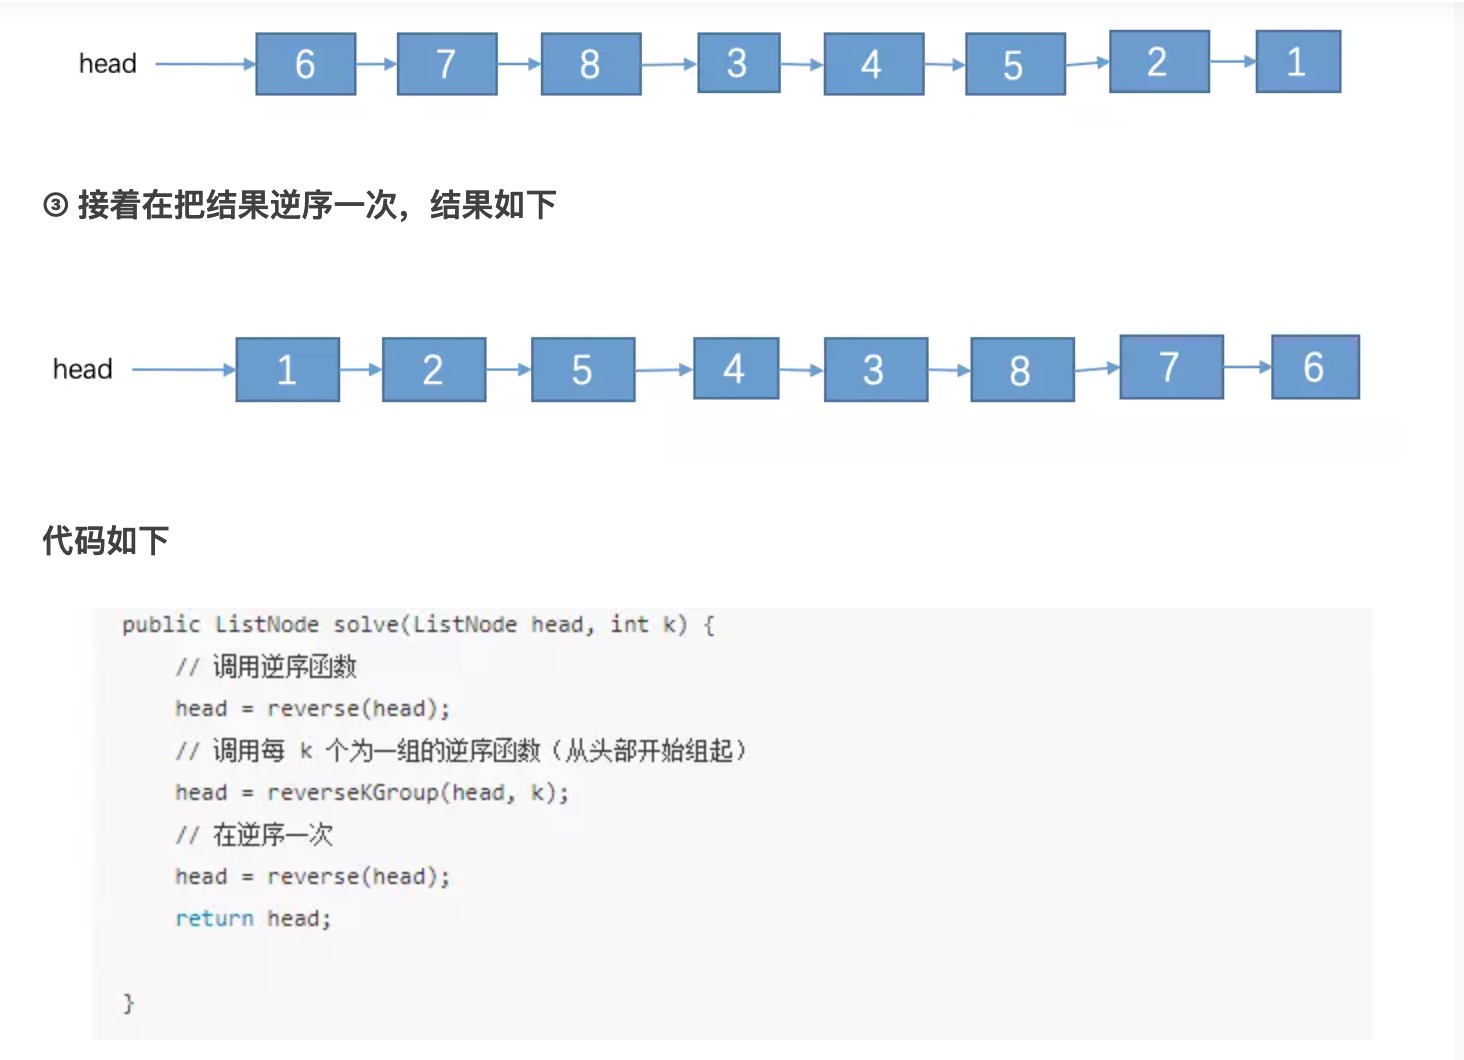 head 6 7 8 3 4 5 2 1
③ 接着在把结果逆序一次，结果如下
head 1 2 5 4 3 8 7 6
代码如下
public ListNode solve(ListNode head, int k) {
// 调用逆序函数
head = reverse(head);
// 调用每 k 个为一组的逆序函数（从头部开始组起）
head = reverseKGroup(head, k);
// 在逆序一次
head = reverse(head);
return head;
}